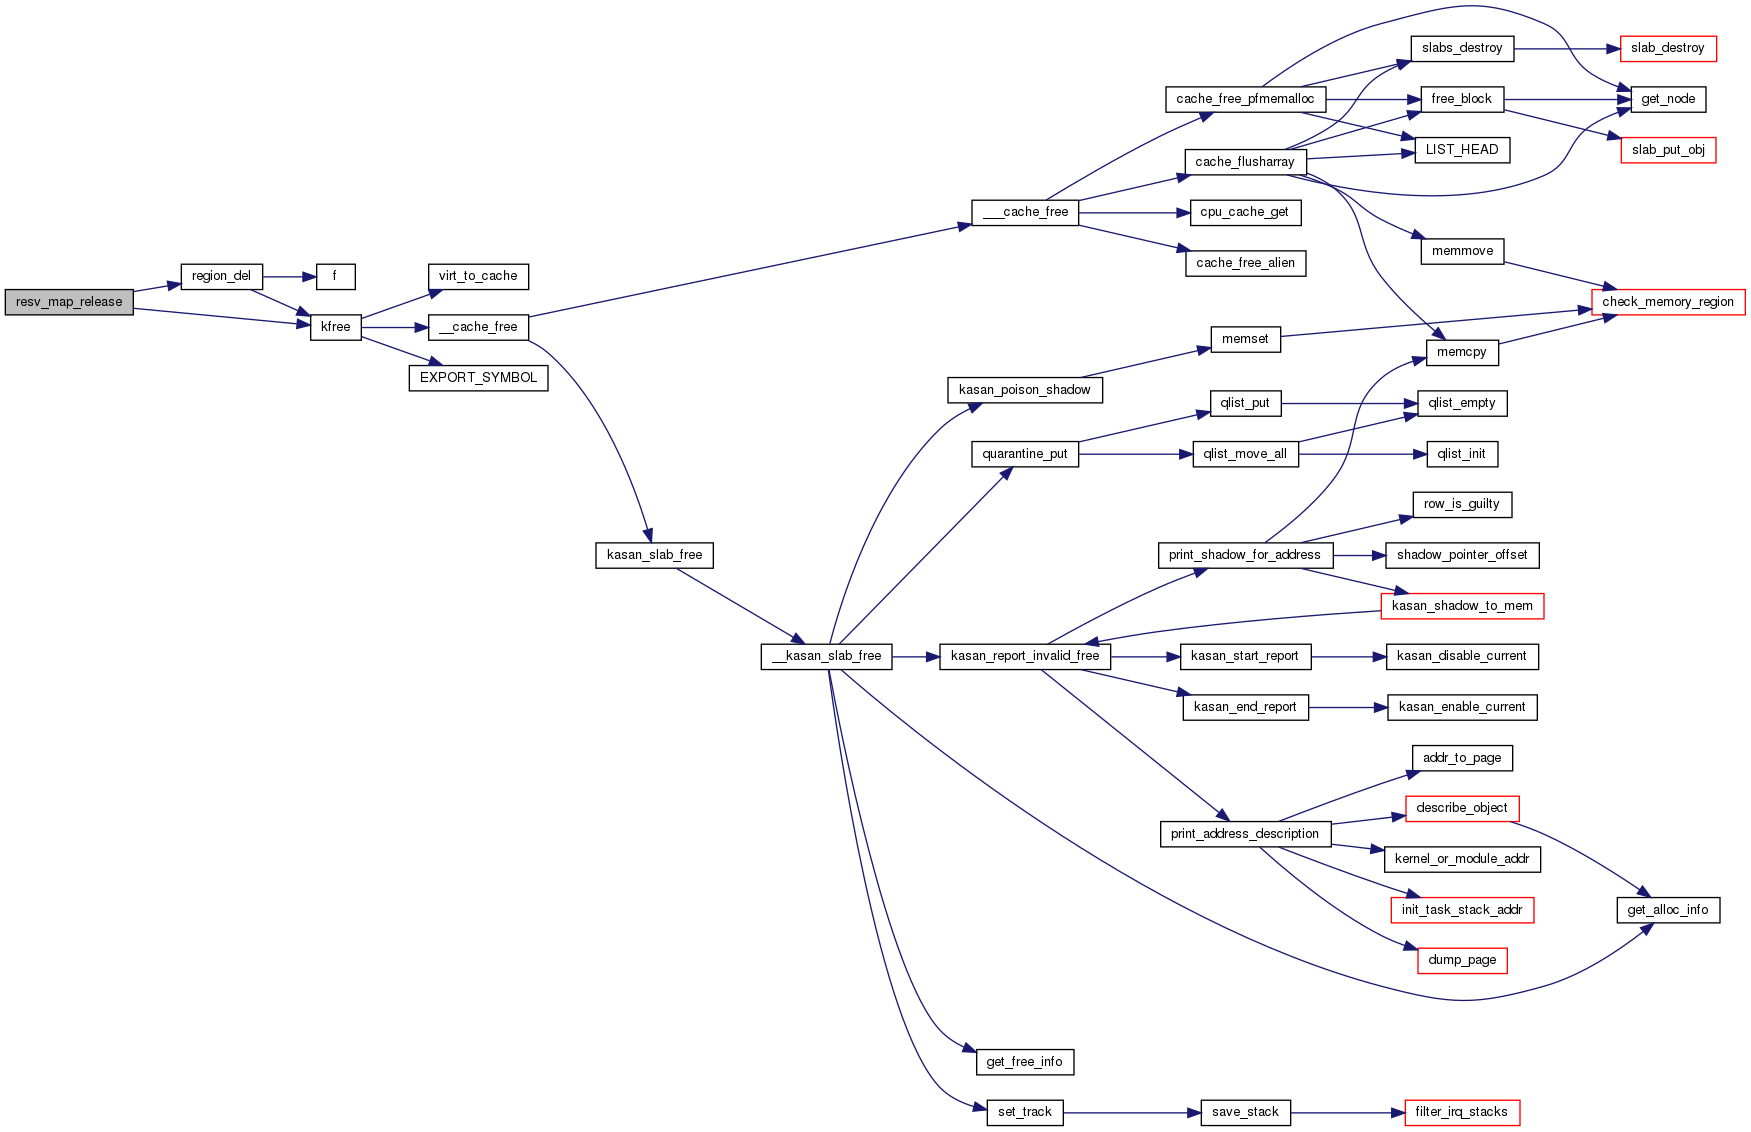 resv_map_release
region_del
f
kfree
virt_to_cache
__cache_free
EXPORT_SYMBOL
kasan_slab_free
__kasan_slab_free
___cache_free
cache_free_pfmemalloc
cache_flusharray
cpu_cache_get
cache_free_alien
slabs_destroy
free_block
LIST_HEAD
memmove
memcpy
slab_destroy
get_node
slab_put_obj
check_memory_region
kasan_poison_shadow
memset
quarantine_put
qlist_put
qlist_move_all
qlist_empty
qlist_init
kasan_report_invalid_free
print_shadow_for_address
row_is_guilty
shadow_pointer_offset
kasan_shadow_to_mem
kasan_start_report
kasan_disable_current
kasan_end_report
kasan_enable_current
print_address_description
addr_to_page
describe_object
kernel_or_module_addr
init_task_stack_addr
dump_page
get_alloc_info
get_free_info
set_track
save_stack
filter_irq_stacks